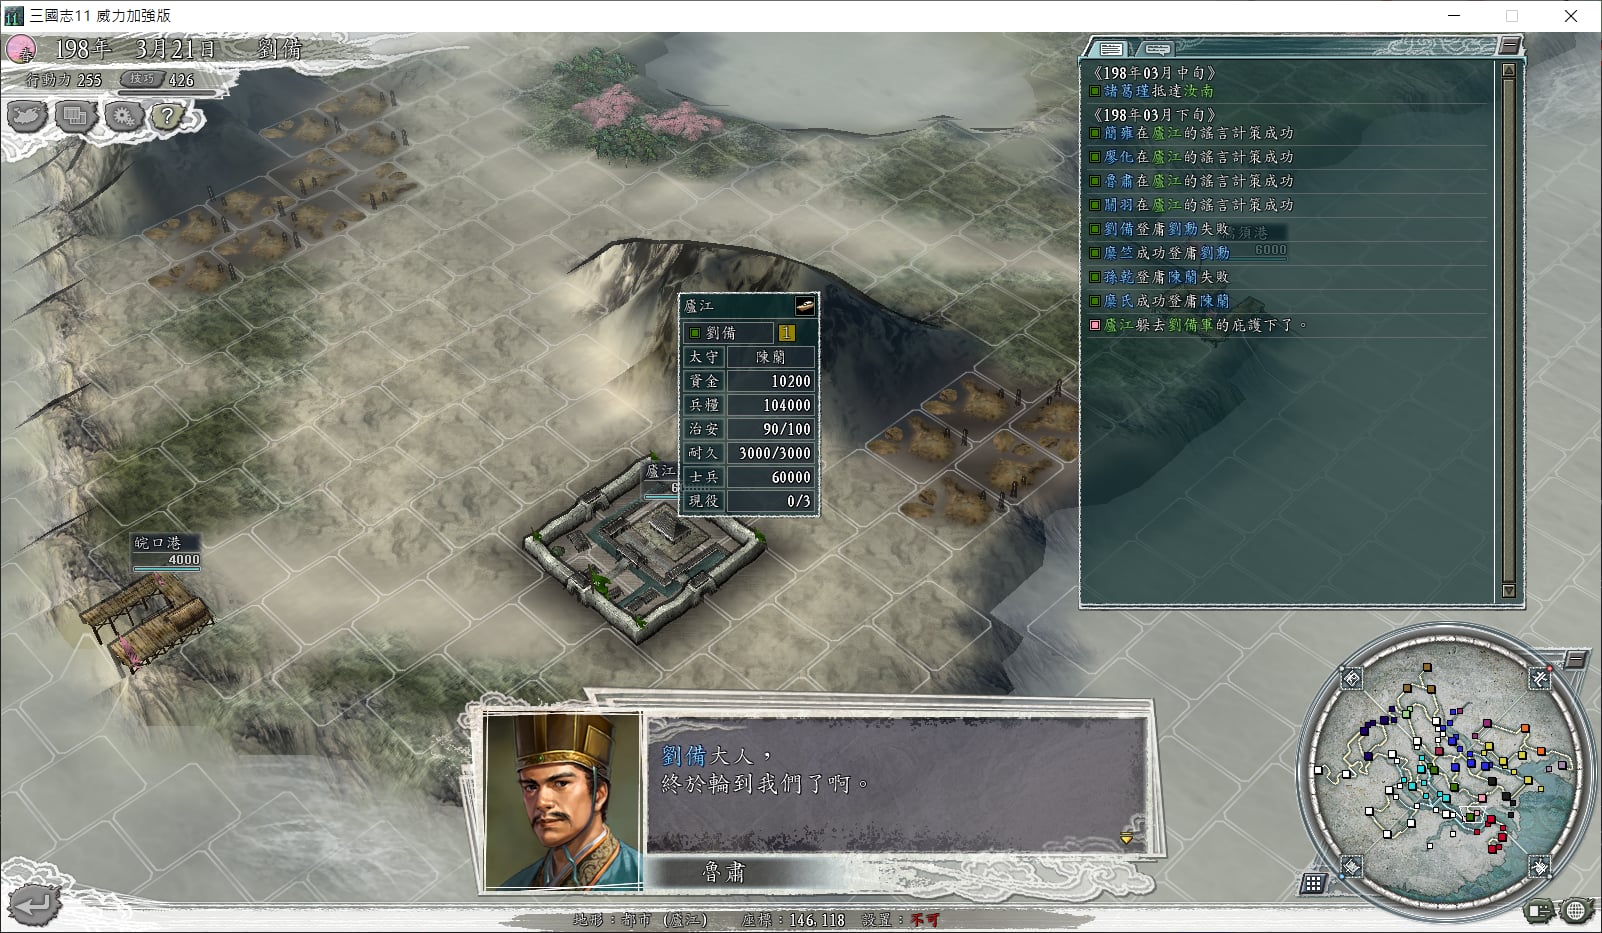 三國志11 威力加強版
春
198年 3月21日 劉備
行動力 255 技巧 426
?
《198年03月中旬》
諸葛瑾抵達汝南
《198年03月下旬》
簡雍在廬江的謠言計策成功
廖化在廬江的謠言計策成功
魯肅在廬江的謠言計策成功
關羽在廬江的謠言計策成功
劉備登庸劉勳失敗
糜竺成功登庸劉勳
孫乾登庸陳蘭失敗
糜氏成功登庸陳蘭
廬江躲去劉備軍的庇護下了。
須港
6000
廬江
劉備 1
太守 陳蘭
資金 10200
兵糧 104000
治安 90/100
耐久 3000/3000
士兵 60000
現役 0/3
廬江
6
皖口港
4000
劉備大人，
終於輪到我們了啊。
魯肅
地形：都市 (廬江) 座標：146,118 設置：不可